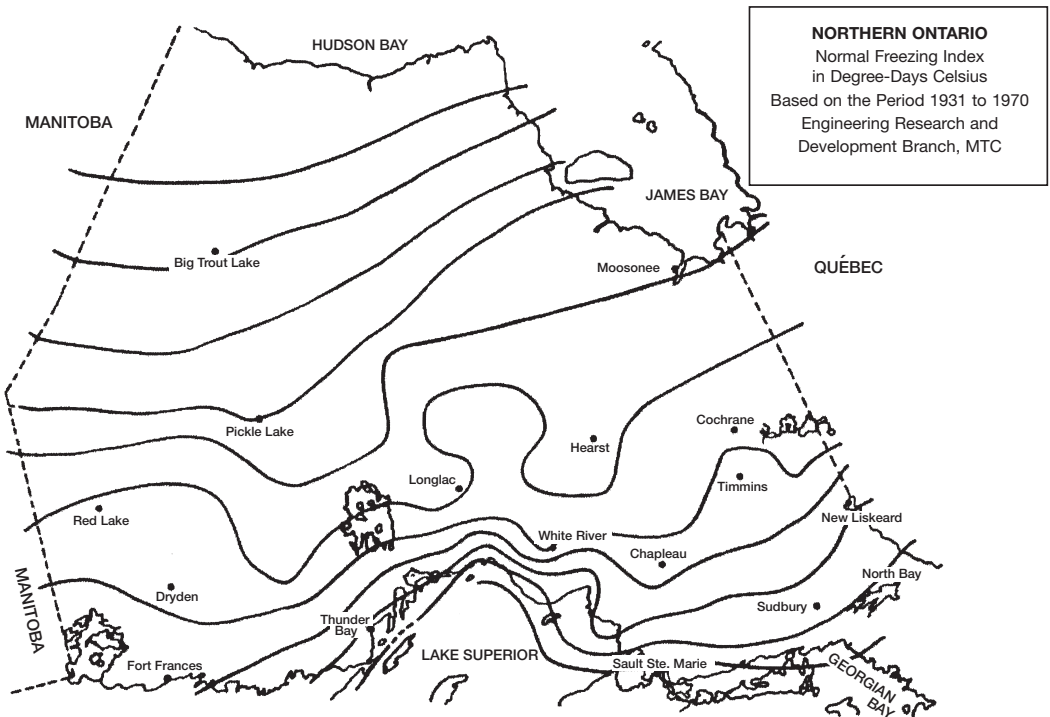 HUDSON BAY
NORTHERN ONTARIO
Normal Freezing Index
in Degree-Days Celsius
Based on the Period 1931 to 1970
Engineering Research and
Development Branch, MTC
MANITOBA
JAMES BAY
Big Trout Lake
Moosonee
QUÉBEC
Pickle Lake
Cochrane
Hearst
Longlac
Timmins
Red Lake
New Liskeard
White River
Chapleau
MANITOBA
Dryden
North Bay
Sudbury
Thunder
Bay
LAKE SUPERIOR
Fort Frances
Sault Ste. Marie
GEORGIAN
BAY